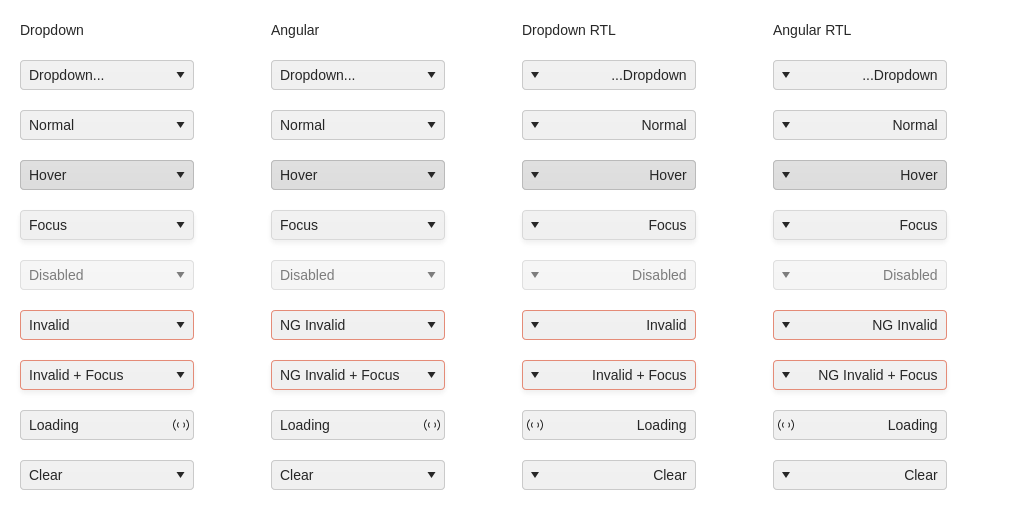 Dropdown Angular Dropdown RTL Angular RTL
Dropdown... Dropdown... ...Dropdown ...Dropdown
Normal Normal Normal Normal
Hover Hover Hover Hover
Focus Focus Focus Focus
Disabled Disabled Disabled Disabled
Invalid NG Invalid Invalid NG Invalid
Invalid + Focus NG Invalid + Focus Invalid + Focus NG Invalid + Focus
Loading Loading Loading Loading
Clear Clear Clear Clear